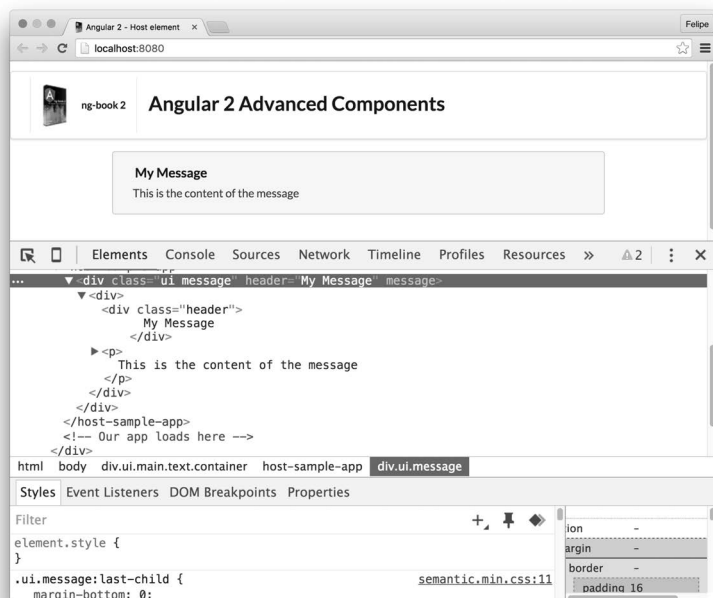 Angular 2 - Host element ×
Felipe
localhost:8080
ng-book 2
Angular 2 Advanced Components
My Message
This is the content of the message
Elements Console Sources Network Timeline Profiles Resources » 2
... ▼<div class="ui message" header="My Message" message>
▼<div>
<div class="header">
My Message
</div>
▶<p>
This is the content of the message
</p>
</div>
</div>
</host-sample-app>
<!-- Our app loads here -->
</div>
html body div.ui.main.text.container host-sample-app div.ui.message
Styles Event Listeners DOM Breakpoints Properties
Filter
element.style {
}
.ui.message:last-child { semantic.min.css:11
margin-bottom: 0;
ion -
argin -
border -
padding 16